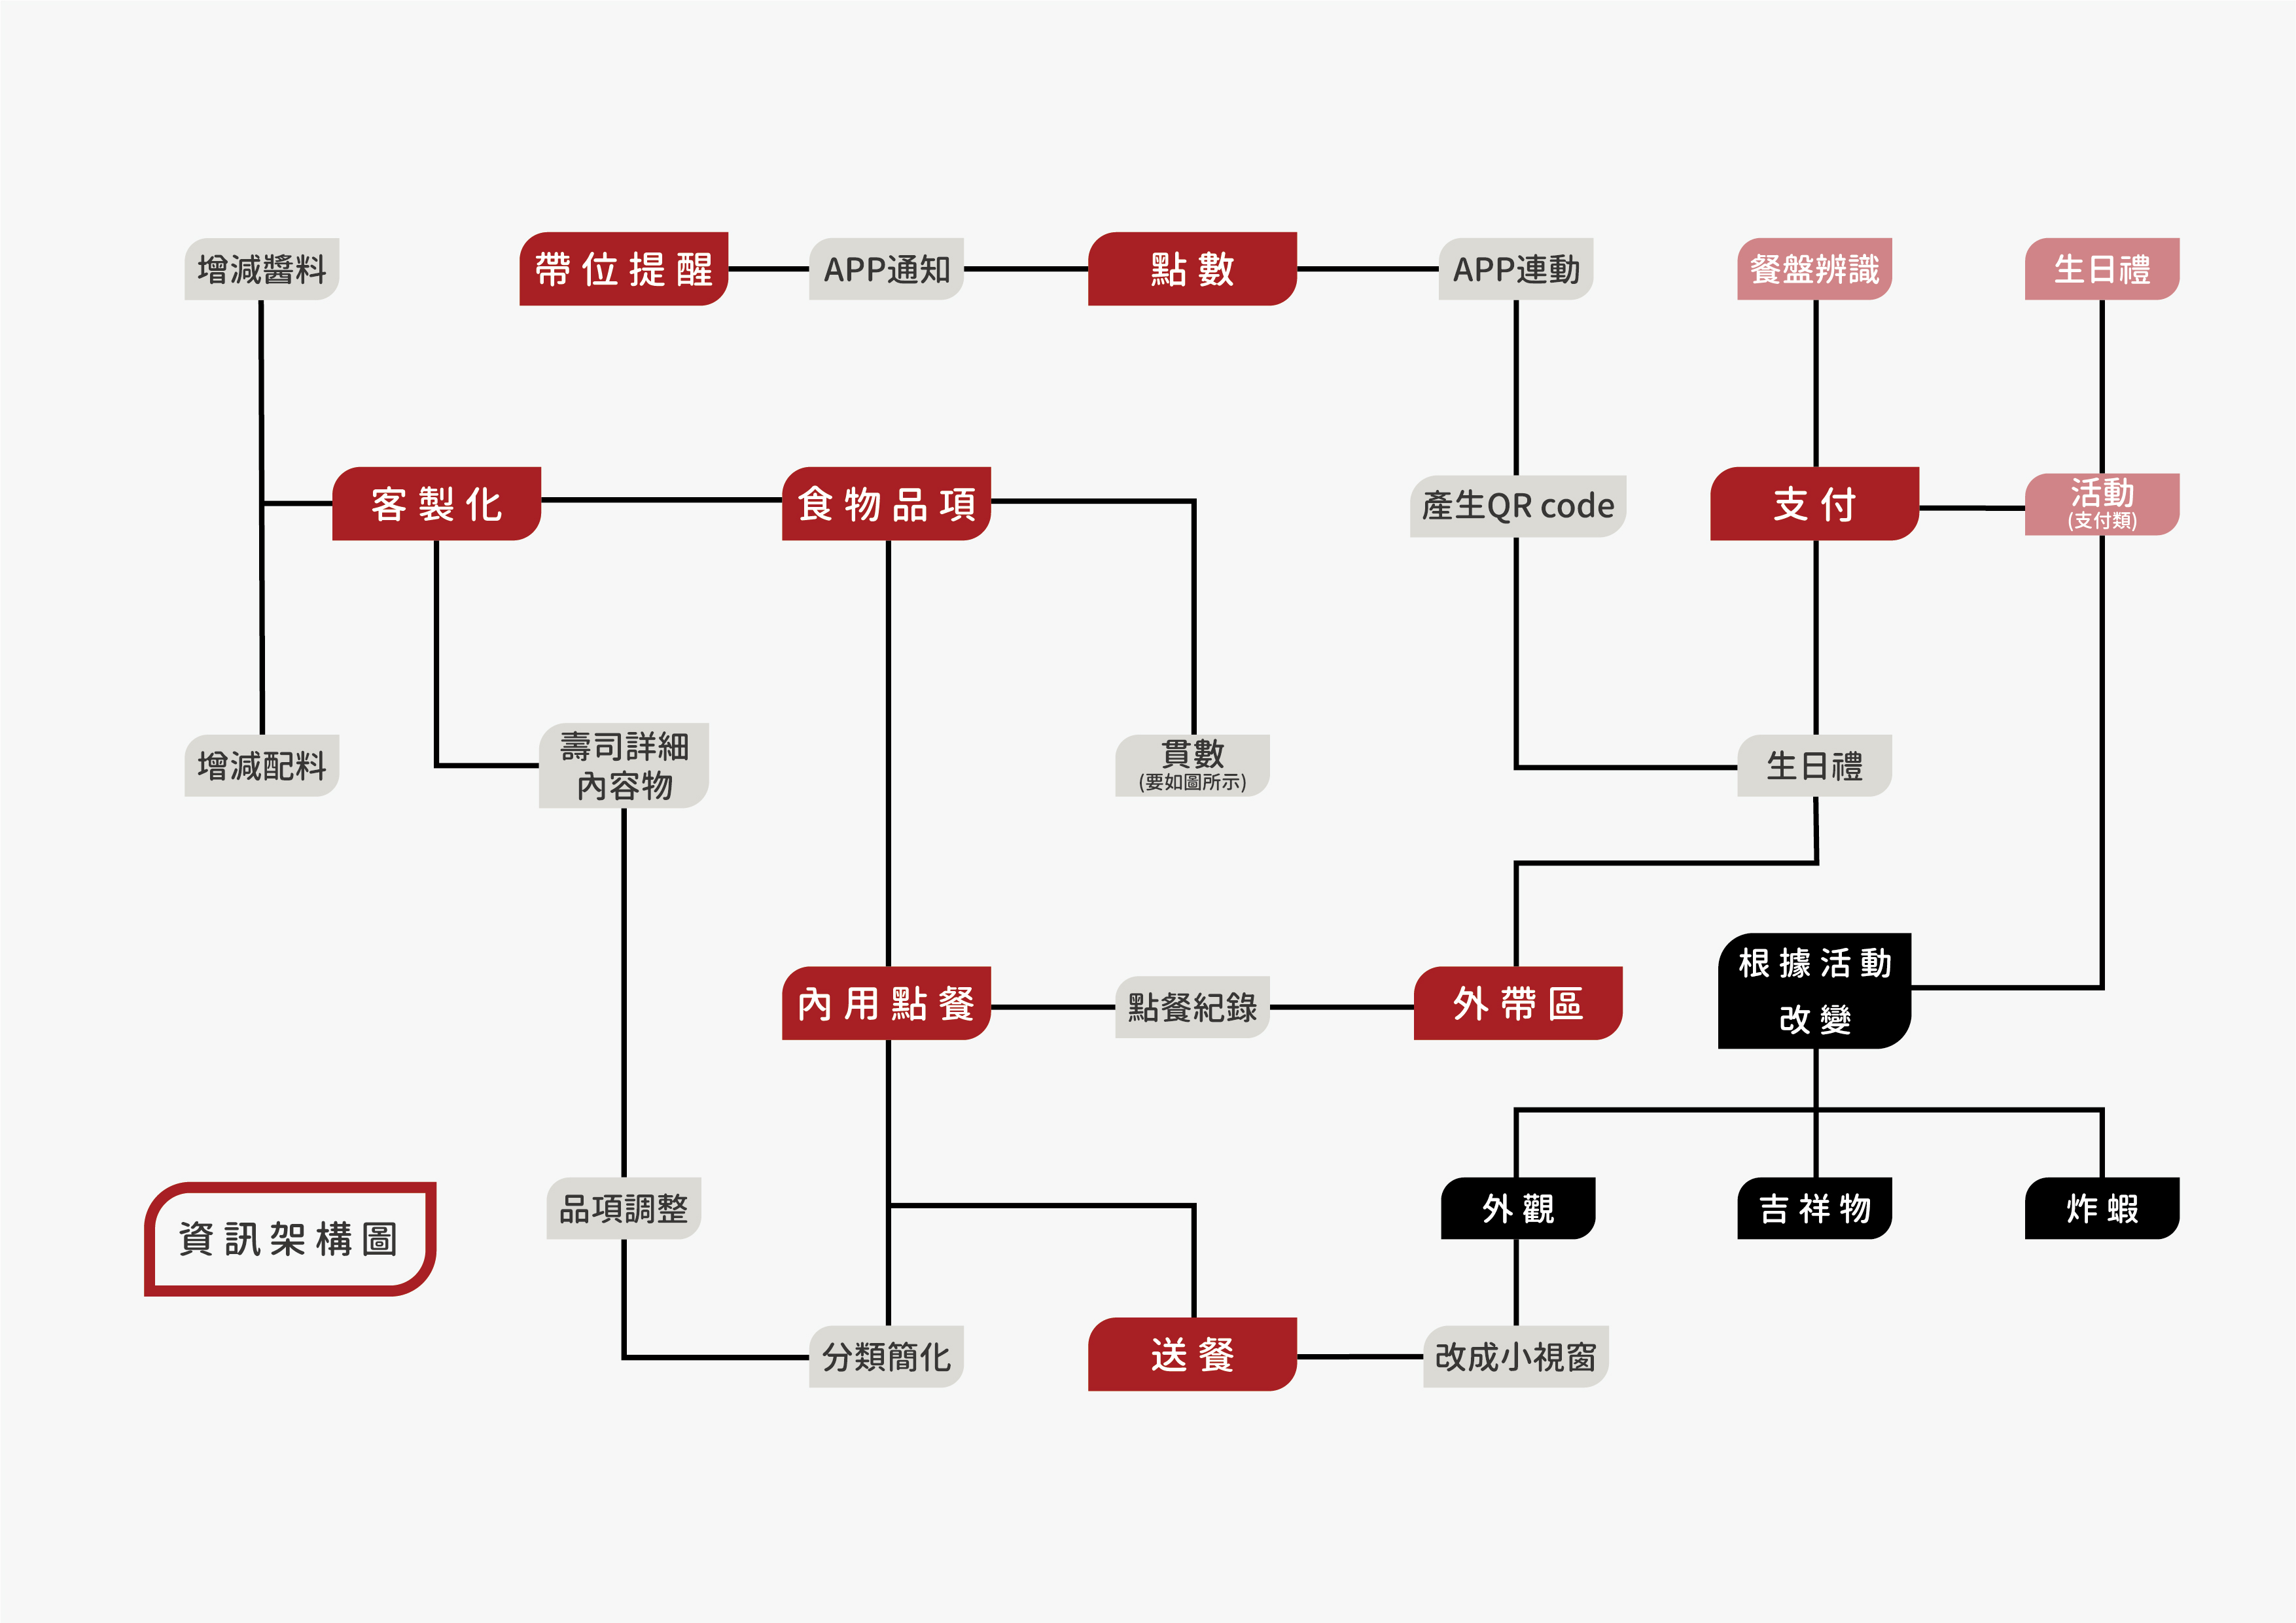 增減醬料
帶位提醒
APP通知
點數
APP連動
餐盤辨識
生日禮
客製化
食物品項
產生QR code
支付
活動
(支付類)
增減配料
壽司詳細
內容物
貫數
(要如圖所示)
生日禮
內用點餐
點餐紀錄
外帶區
根據活動
改變
資訊架構圖
品項調整
外觀
吉祥物
炸蝦
分類簡化
送餐
改成小視窗